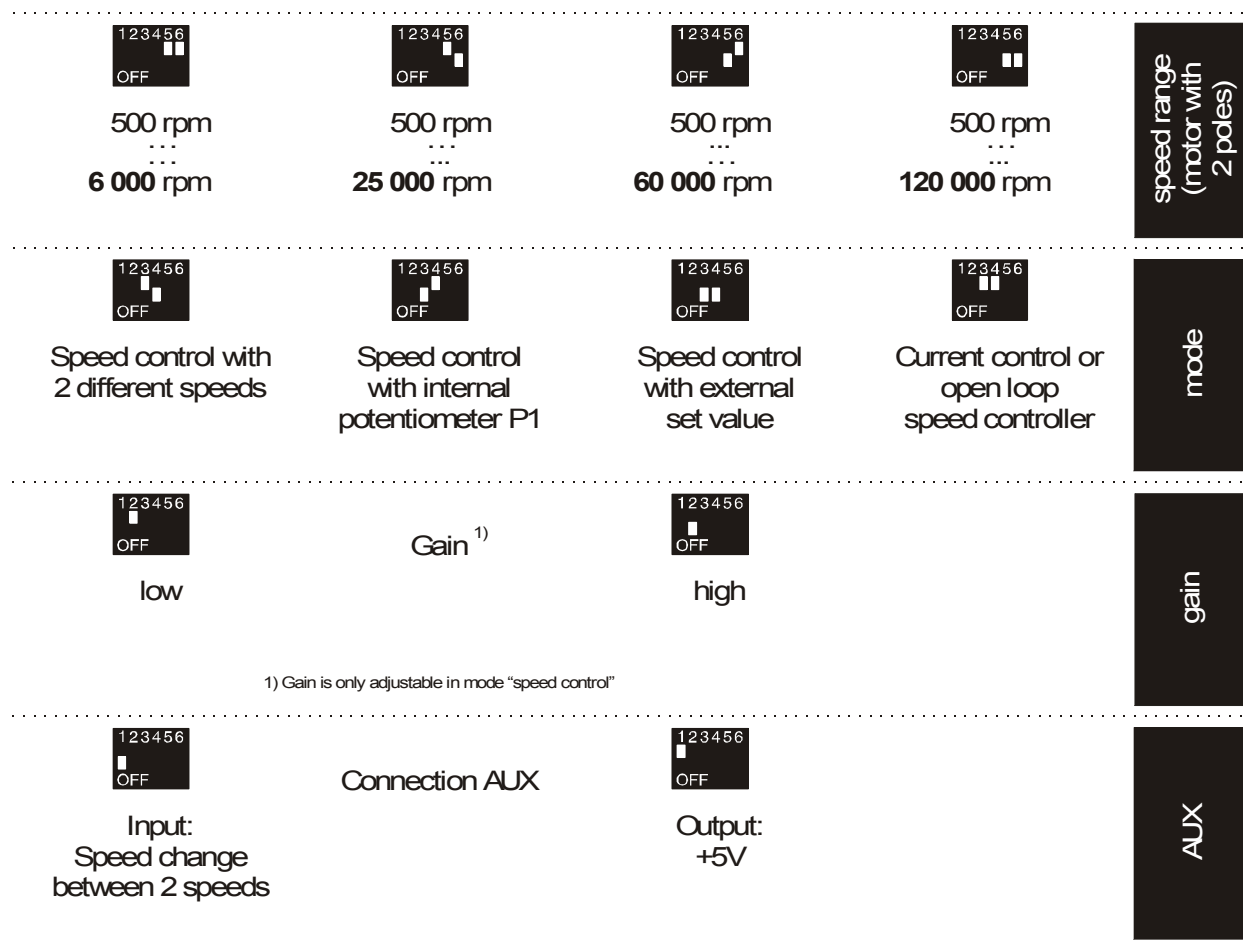 123456
OFF
500 rpm
. . .
. . .
6 000 rpm
123456
OFF
500 rpm
. . .
...
25 000 rpm
123456
OFF
500 rpm
...
...
60 000 rpm
123456
OFF
500 rpm
. . .
...
120 000 rpm
speed range
(motor with
2 poles)
123456
OFF
Speed control with
2 different speeds
123456
OFF
Speed control
with internal
potentiometer P1
123456
OFF
Speed control
with external
set value
123456
OFF
Current control or
open loop
speed controller
mode
123456
OFF
low
Gain 1)
123456
OFF
high
gain
1) Gain is only adjustable in mode “speed control”
123456
OFF
Input:
Speed change
between 2 speeds
Connection AUX
123456
OFF
Output:
+5V
AUX